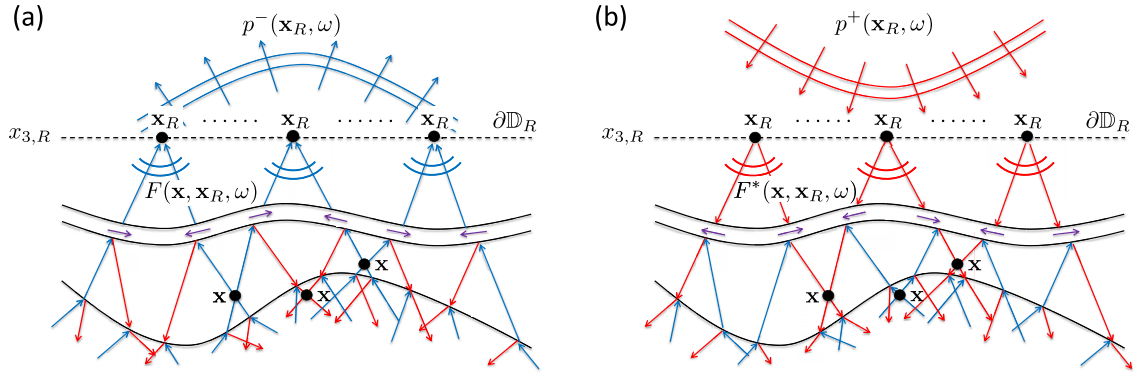 (a)
p⁻(x_R, ω)
x_R ...... x_R ...... x_R
x_{3,R}
∂𝔻_R
F(x, x_R, ω)
x
x
x
(b)
p⁺(x_R, ω)
x_R ...... x_R ...... x_R
x_{3,R}
∂𝔻_R
F*(x, x_R, ω)
x
x
x